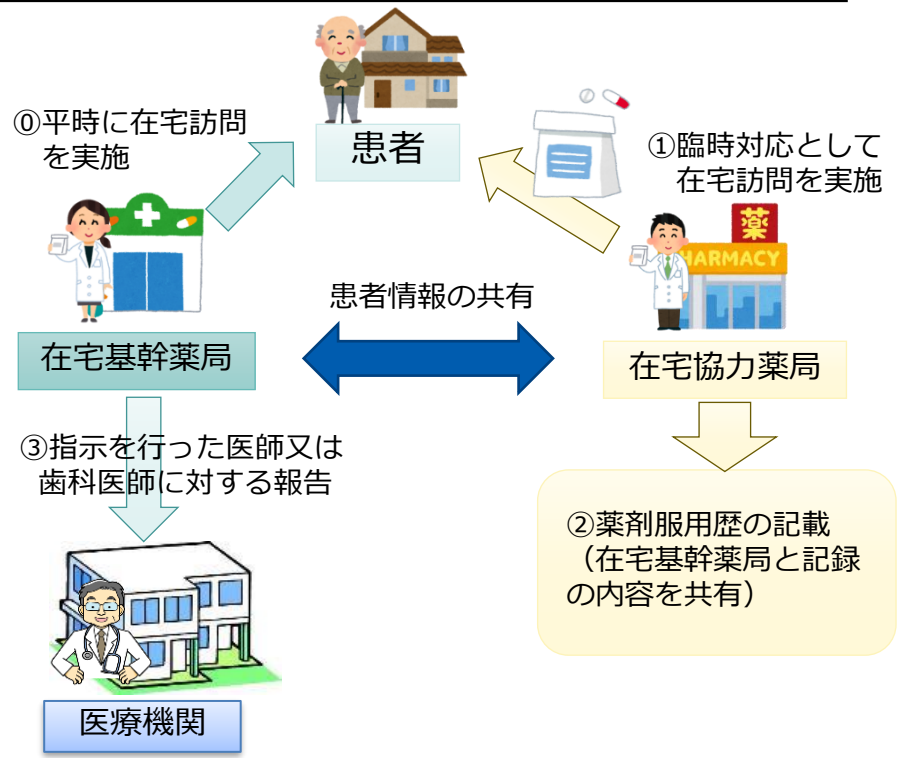 ⓪平時に在宅訪問
を実施
患者
①臨時対応として
在宅訪問を実施
薬
PHARMACY
患者情報の共有
在宅基幹薬局
在宅協力薬局
③指示を行った医師又は
歯科医師に対する報告
②薬剤服用歴の記載
（在宅基幹薬局と記録
の内容を共有）
医療機関